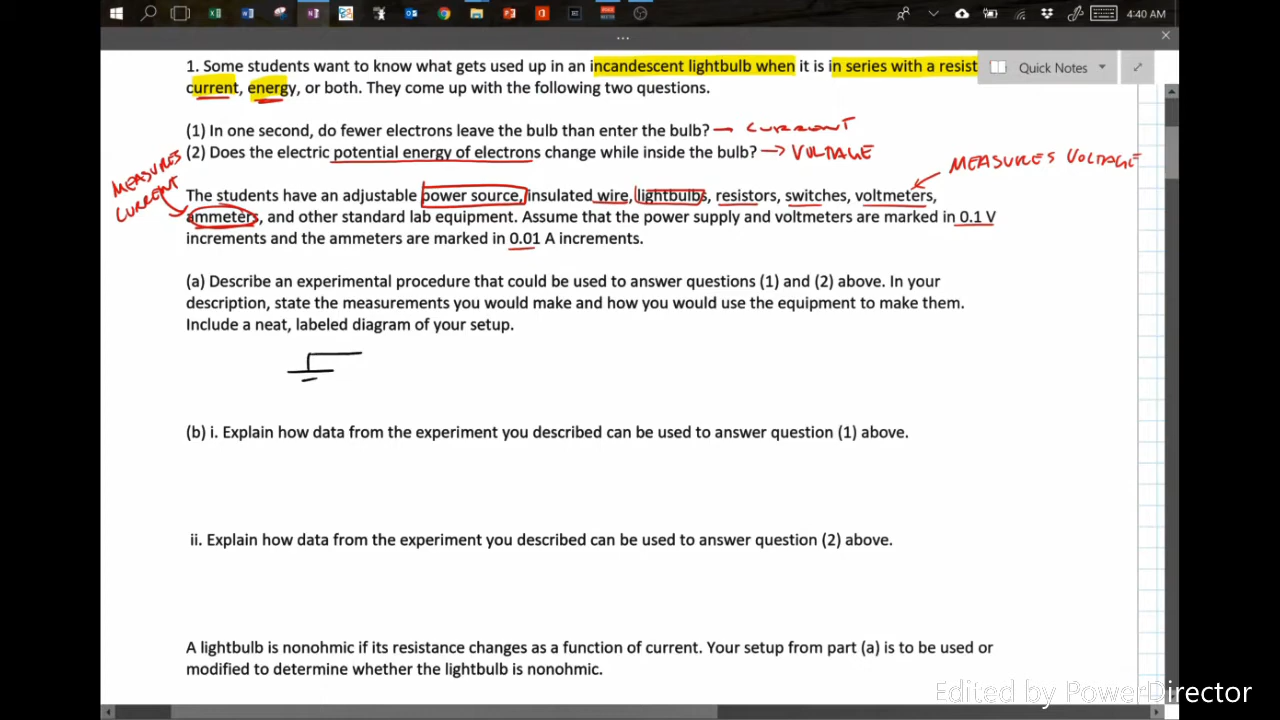 4:40 AM
...
1. Some students want to know what gets used up in an incandescent lightbulb when it is in series with a resist
Quick Notes
current, energy, or both. They come up with the following two questions.
(1) In one second, do fewer electrons leave the bulb than enter the bulb? → CURRENT
(2) Does the electric potential energy of electrons change while inside the bulb? → VOLTAGE
MEASURES VOLTAGE
MEASURES
CURRENT
The students have an adjustable power source, insulated wire, lightbulbs, resistors, switches, voltmeters,
ammeters, and other standard lab equipment. Assume that the power supply and voltmeters are marked in 0.1 V
increments and the ammeters are marked in 0.01 A increments.
(a) Describe an experimental procedure that could be used to answer questions (1) and (2) above. In your
description, state the measurements you would make and how you would use the equipment to make them.
Include a neat, labeled diagram of your setup.
(b) i. Explain how data from the experiment you described can be used to answer question (1) above.
ii. Explain how data from the experiment you described can be used to answer question (2) above.
A lightbulb is nonohmic if its resistance changes as a function of current. Your setup from part (a) is to be used or
modified to determine whether the lightbulb is nonohmic.
Edited by PowerDirector